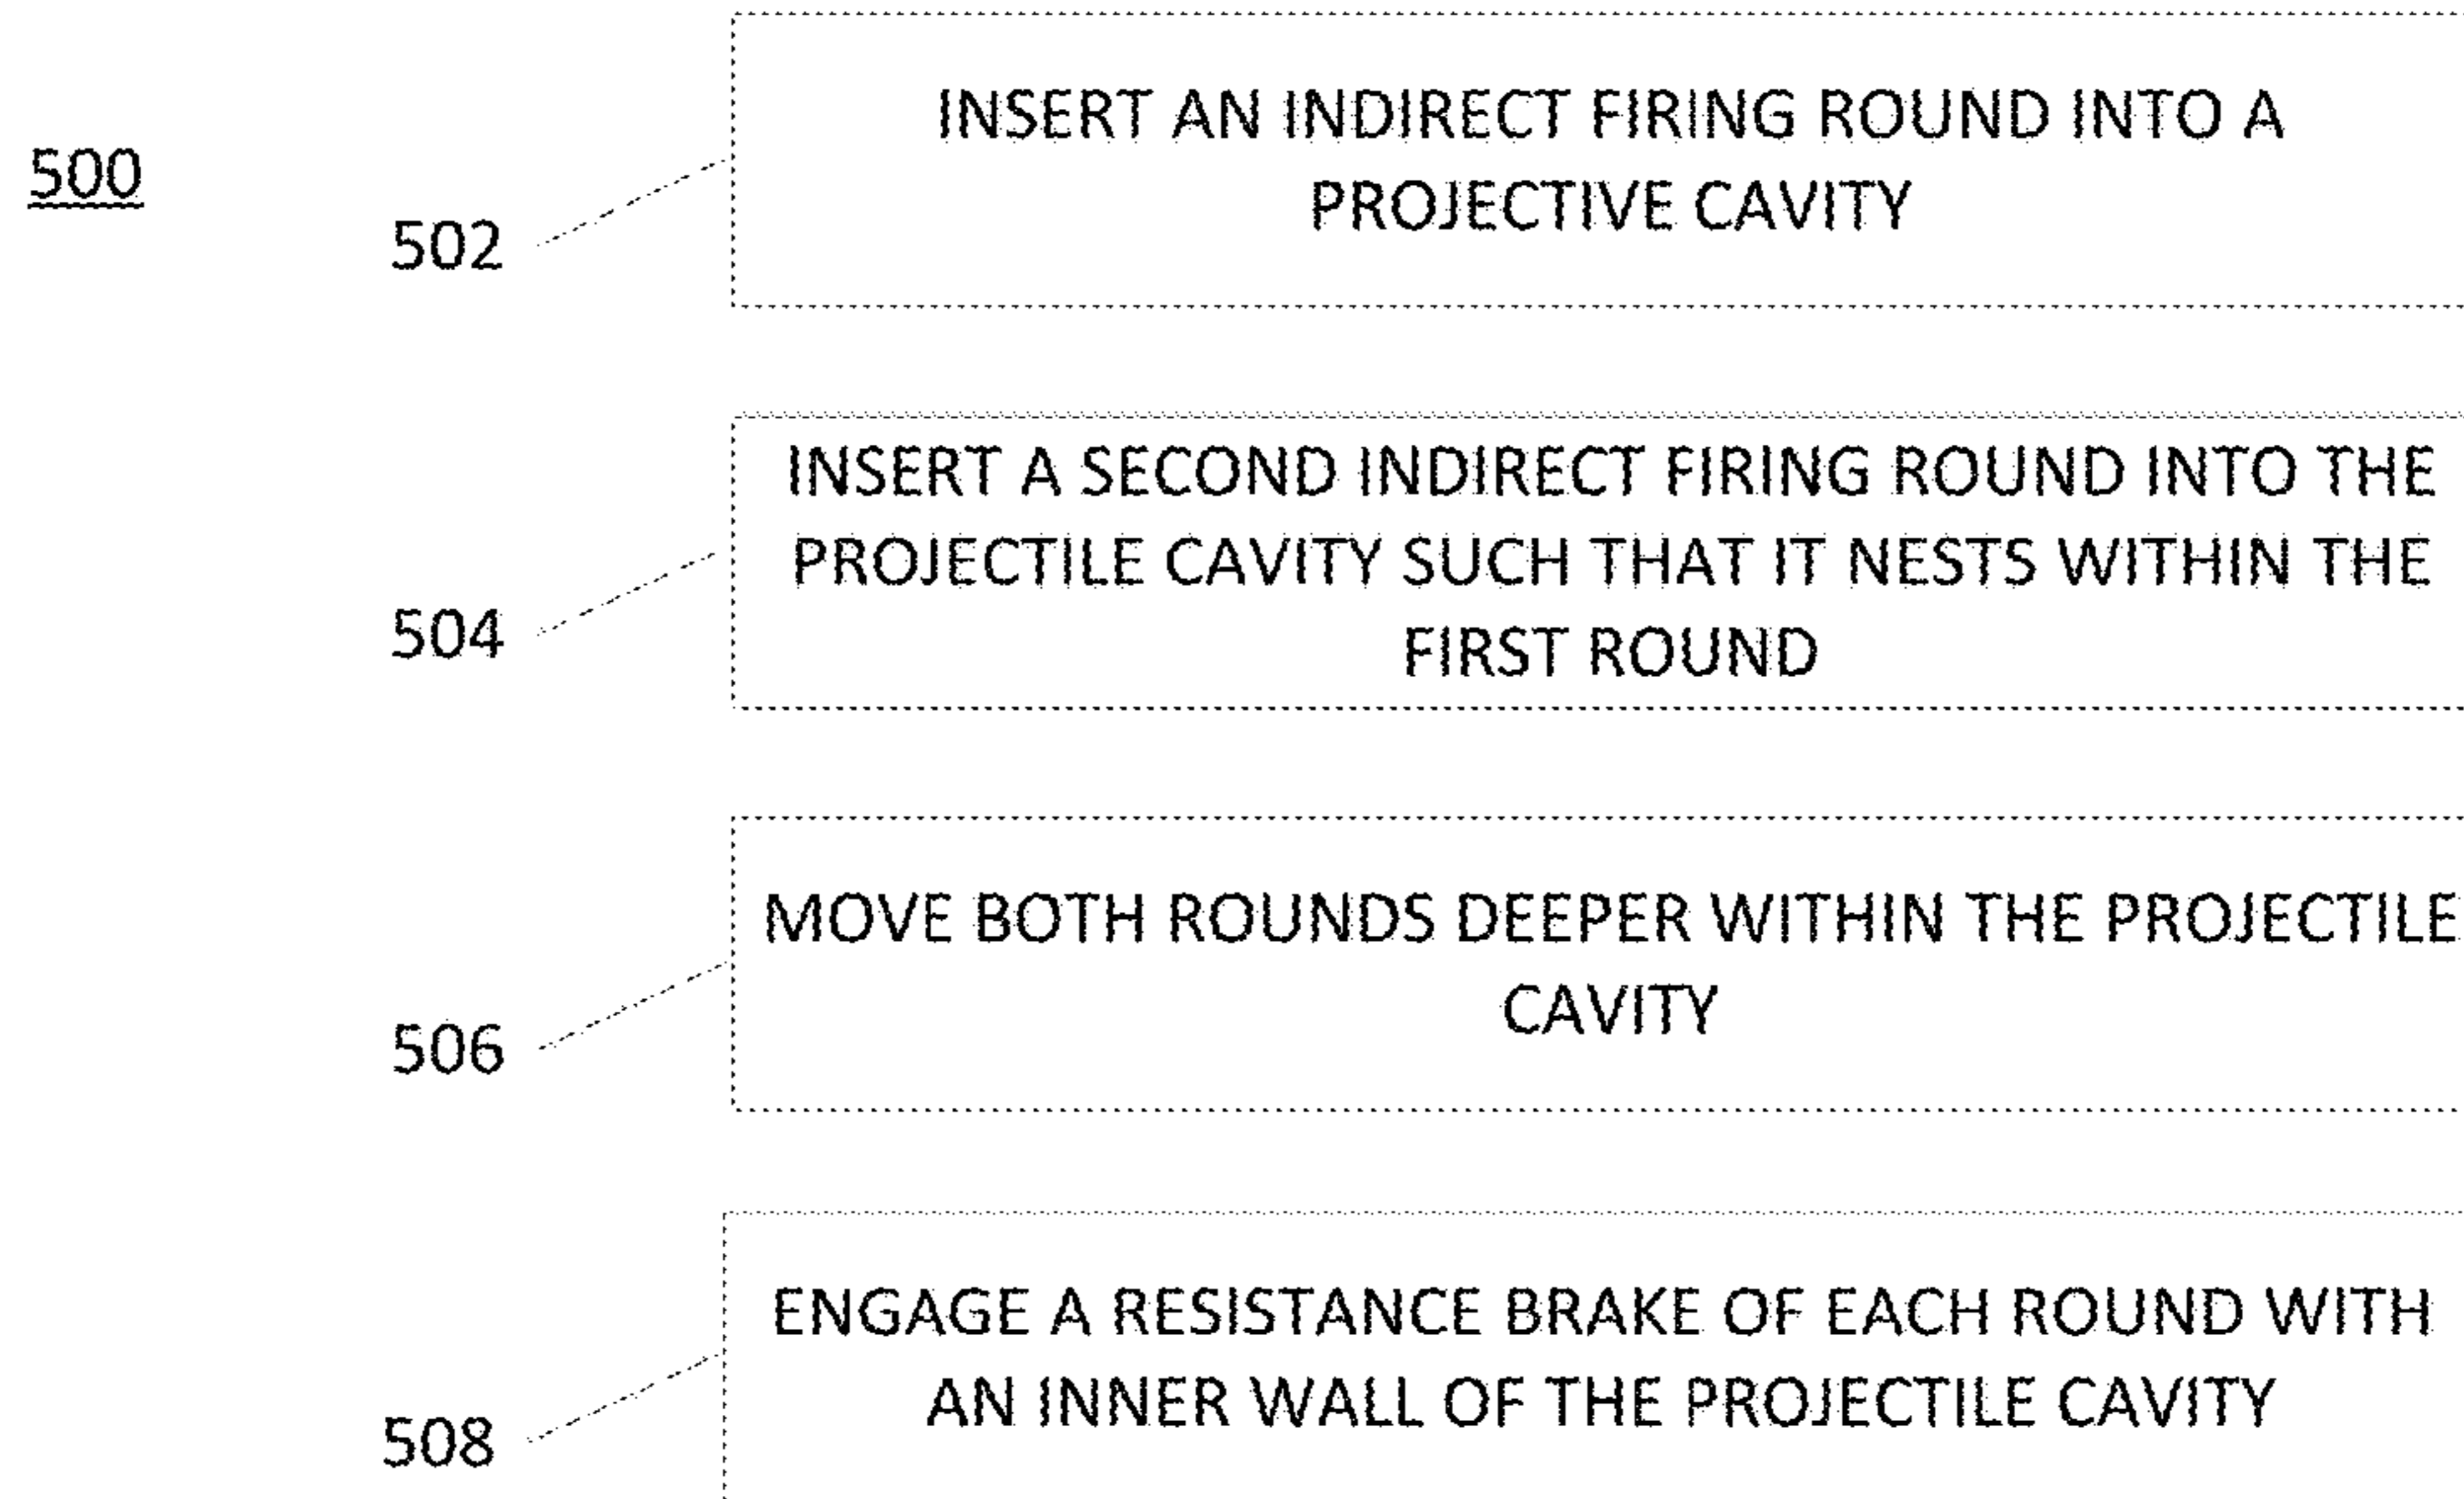 500
502
INSERT AN INDIRECT FIRING ROUND INTO A
PROJECTIVE CAVITY
504
INSERT A SECOND INDIRECT FIRING ROUND INTO THE
PROJECTILE CAVITY SUCH THAT IT NESTS WITHIN THE
FIRST ROUND
506
MOVE BOTH ROUNDS DEEPER WITHIN THE PROJECTILE
CAVITY
508
ENGAGE A RESISTANCE BRAKE OF EACH ROUND WITH
AN INNER WALL OF THE PROJECTILE CAVITY